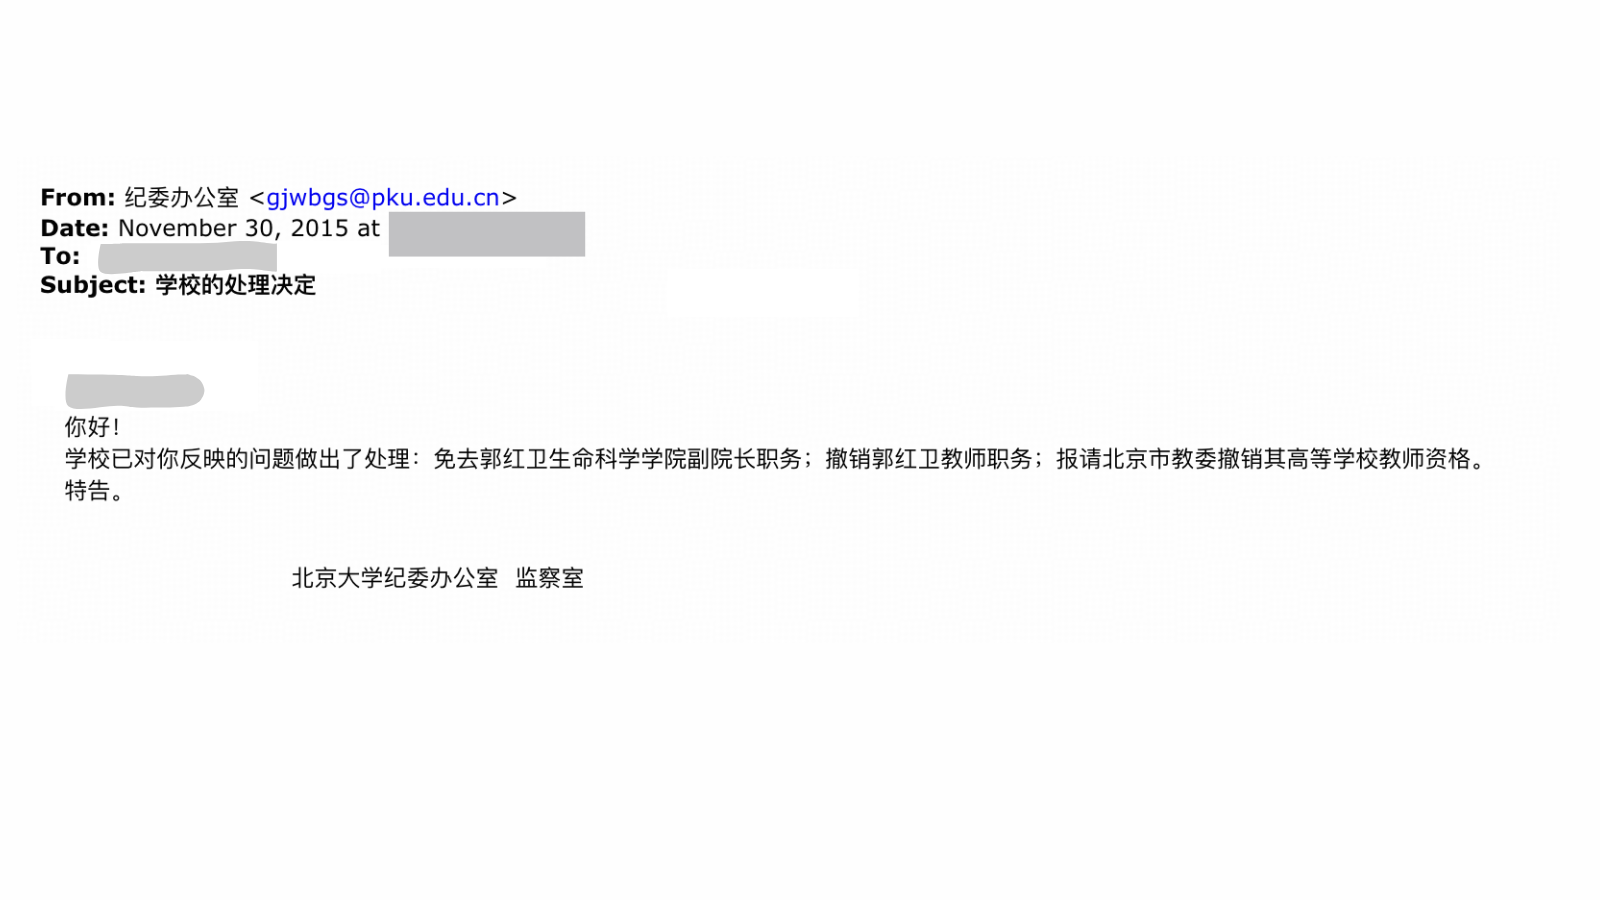 From: 纪委办公室 <gjwbgs@pku.edu.cn>
Date: November 30, 2015 at
To:
Subject: 学校的处理决定
你好！
学校已对你反映的问题做出了处理：免去郭红卫生命科学学院副院长职务；撤销郭红卫教师职务；报请北京市教委撤销其高等学校教师资格。
特告。
北京大学纪委办公室 监察室